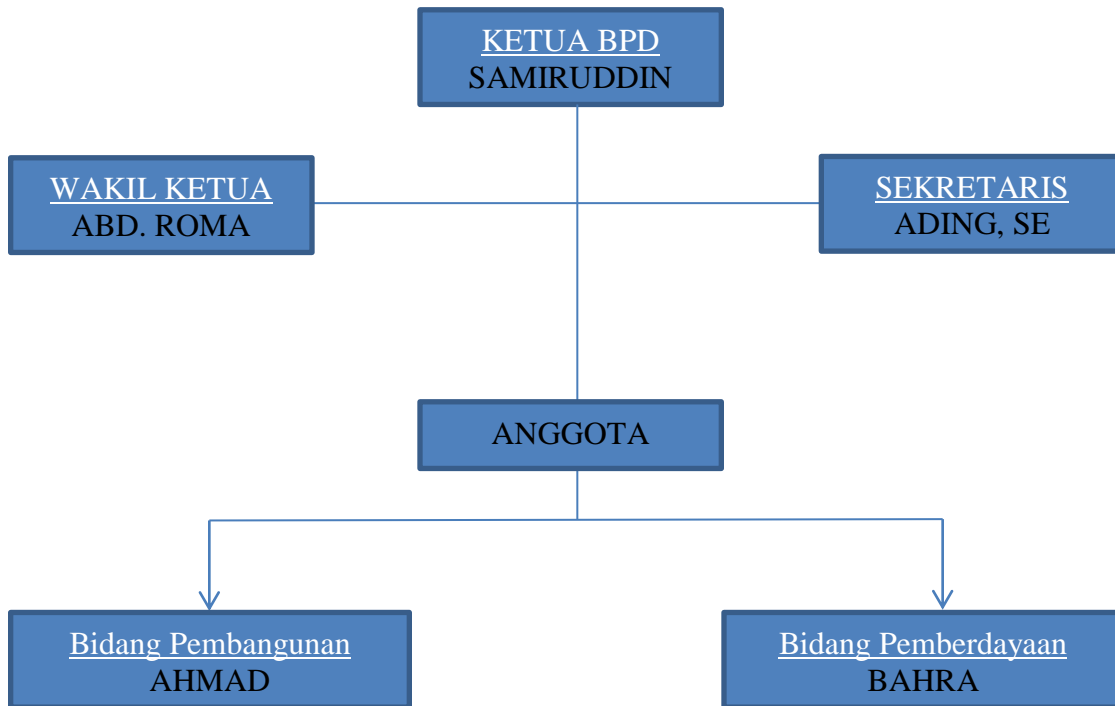 KETUA BPD
SAMIRUDDIN
WAKIL KETUA
ABD. ROMA
SEKRETARIS
ADING, SE
ANGGOTA
Bidang Pembangunan
AHMAD
Bidang Pemberdayaan
BAHRA